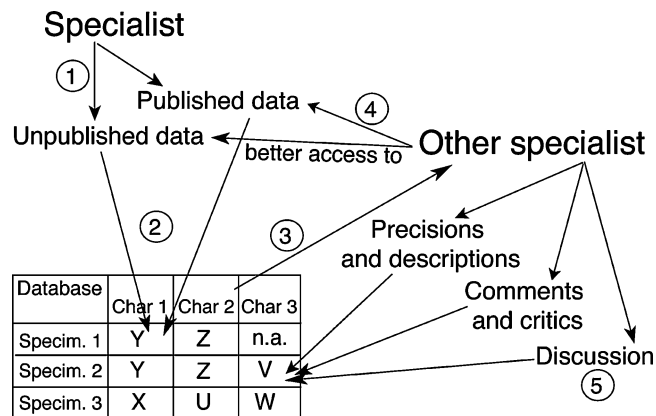 Specialist
1
Published data
4
Unpublished data
better access to
Other specialist
2
3
Precisions
and descriptions
Comments
and critics
Discussion
5
Database Char 1 Char 2 Char 3
Specim. 1 Y Z n.a.
Specim. 2 Y Z V
Specim. 3 X U W